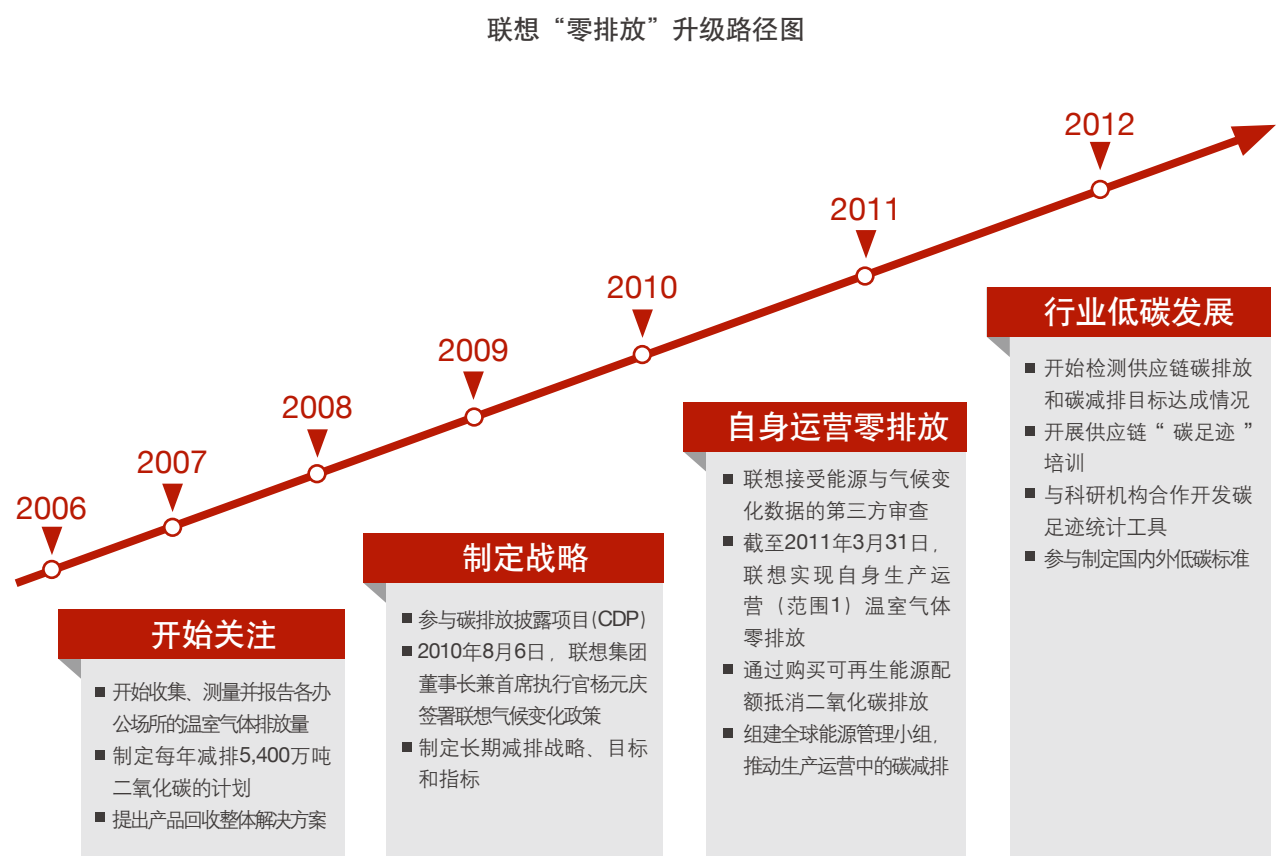 联想“零排放”升级路径图
2012
2011
2010
2009
2008
2007
2006
开始关注
开始收集、测量并报告各办
公场所的温室气体排放量
制定每年减排5,400万吨
二氧化碳的计划
提出产品回收整体解决方案
制定战略
参与碳排放披露项目(CDP)
2010年8月6日，联想集团
董事长兼首席执行官杨元庆
签署联想气候变化政策
制定长期减排战略、目标
和指标
自身运营零排放
联想接受能源与气候变
化数据的第三方审查
截至2011年3月31日，
联想实现自身生产运
营（范围1）温室气体
零排放
通过购买可再生能源配
额抵消二氧化碳排放
组建全球能源管理小组，
推动生产运营中的碳减排
行业低碳发展
开始检测供应链碳排放
和碳减排目标达成情况
开展供应链“碳足迹”
培训
与科研机构合作开发碳
足迹统计工具
参与制定国内外低碳标准